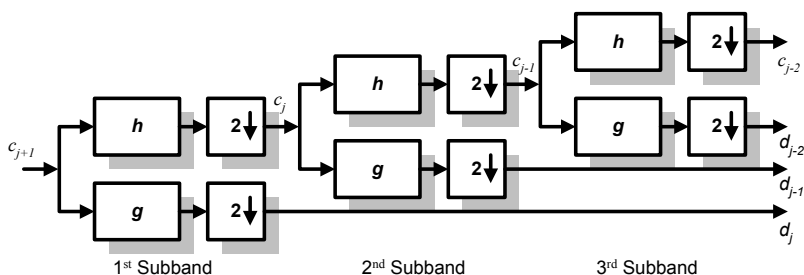 h
2
c_{j-2}
h
2
c_{j-1}
g
2
d_{j-2}
h
2
c_j
g
2
d_{j-1}
c_{j+1}
g
2
d_j
1st Subband
2nd Subband
3rd Subband